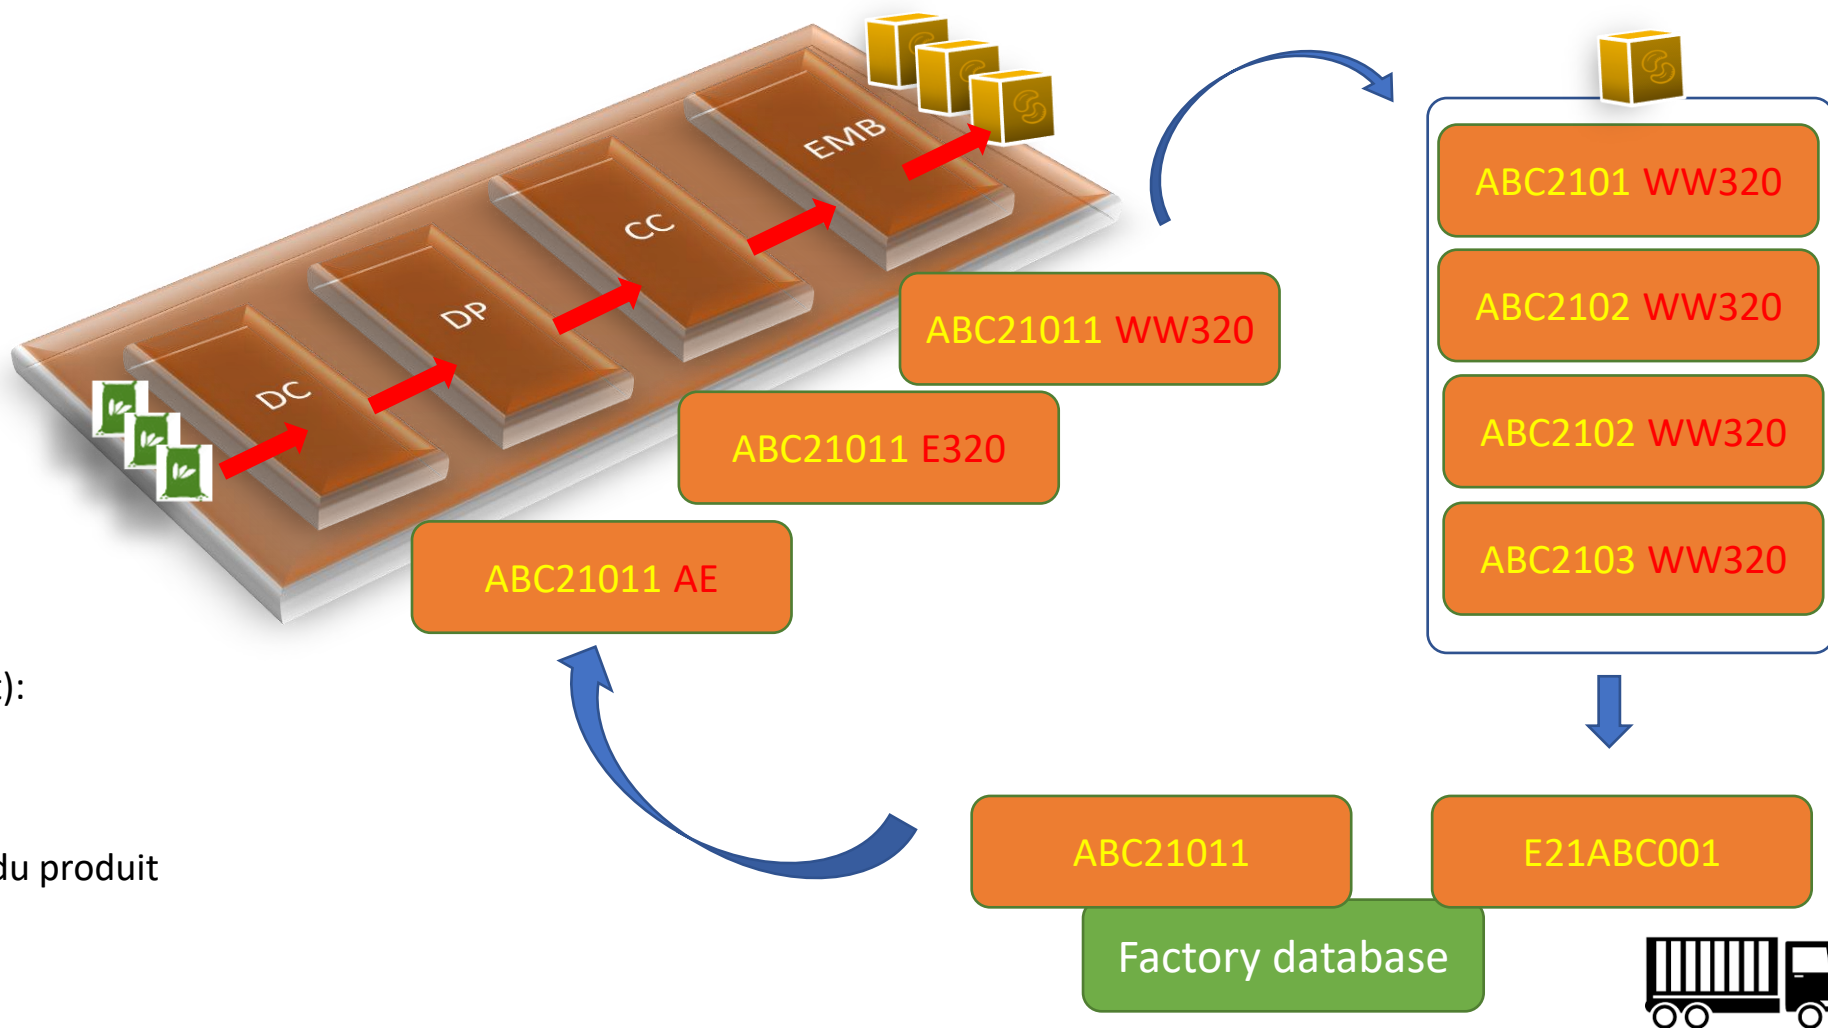 EMB
CC
DP
DC
ABC21011 WW320
ABC21011 E320
ABC21011 AE
ABC2101 WW320
ABC2102 WW320
ABC2102 WW320
ABC2103 WW320
):
du produit
ABC21011
E21ABC001
Factory database